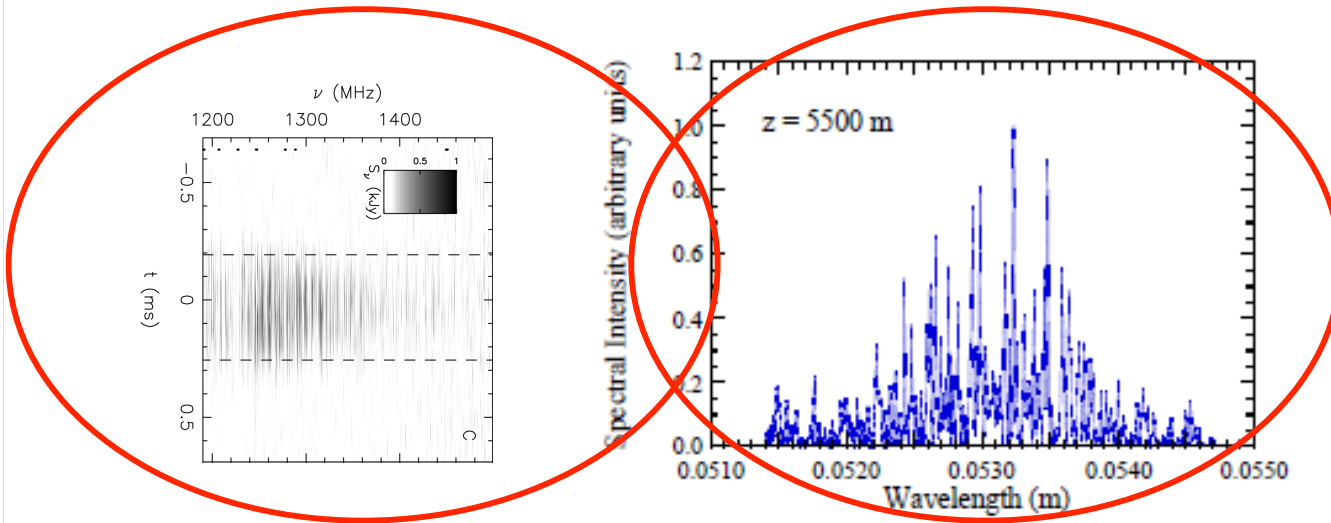 ν (MHz)
1200 1300 1400
0 0.5 1
S_ν (kJy)
−0.5
0
0.5
t (ms)
C
Spectral Intensity (arbitrary units)
1.2
1.0
0.8
0.6
0.4
0.2
0.0
z = 5500 m
0.0510 0.0520 0.0530 0.0540 0.0550
Wavelength (m)